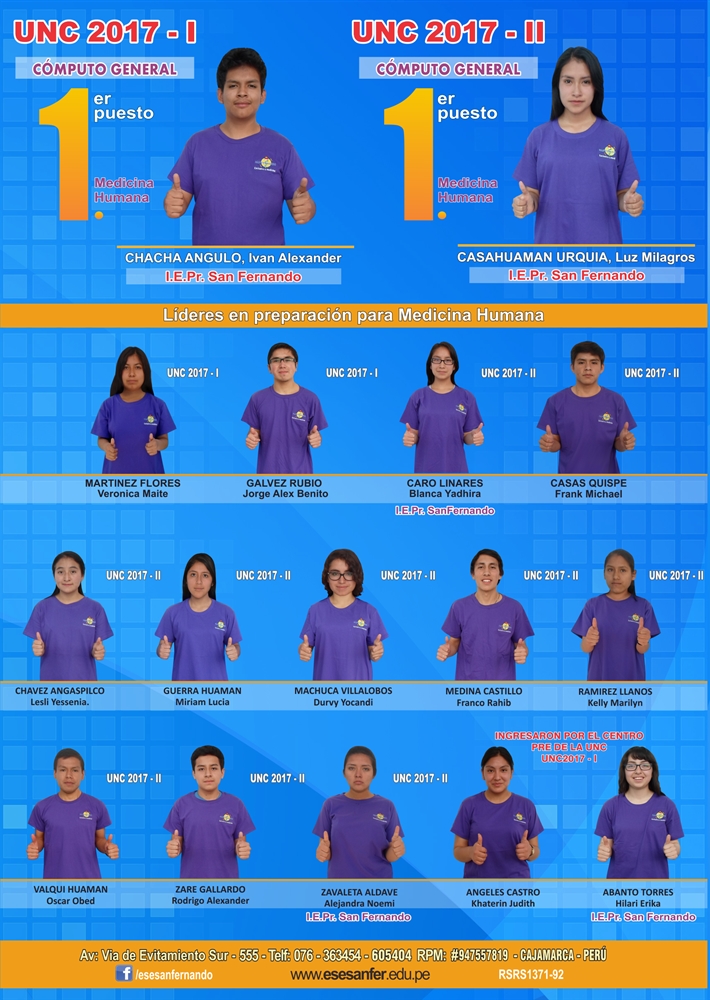 UNC 2017 - I
UNC 2017 - II
CÓMPUTO GENERAL
CÓMPUTO GENERAL
1.er puesto
Medicina Humana
1.er puesto
Medicina Humana
CHACHA ANGULO, Ivan Alexander
I.E.Pr. San Fernando
CASAHUAMAN URQUIA, Luz Milagros
I.E.Pr. San Fernando
Lideres en preparación para Medicina Humana
UNC 2017 - I
UNC 2017 - I
UNC 2017 - II
UNC 2017 - II
MARTINEZ FLORES
Veronica Maite
GALVEZ RUBIO
Jorge Alex Benito
CARO LINARES
Blanca Yadhira
I.E.Pr. SanFernando
CASAS QUISPE
Frank Michael
UNC 2017 - II
UNC 2017 - II
UNC 2017 - II
UNC 2017 - II
UNC 2017 - II
CHAVEZ ANGASPILCO
Lesli Yessenia.
GUERRA HUAMAN
Miriam Lucia
MACHUCA VILLALOBOS
Durvy Yocandi
MEDINA CASTILLO
Franco Rahib
RAMIREZ LLANOS
Kelly Marilyn
INGRESARON POR EL CENTRO
PRE DE LA UNC
UNC2017 - I
UNC 2017 - II
UNC 2017 - II
UNC 2017 - II
VALQUI HUAMAN
Oscar Obed
ZARE GALLARDO
Rodrigo Alexander
ZAVALETA ALDAVE
Alejandra Noemi
I.E.Pr. San Fernando
ANGELES CASTRO
Khaterin Judith
ABANTO TORRES
Hilari Erika
I.E.Pr. San Fernando
Av: Via de Evitamiento Sur - 555 - Telf: 076 - 363454 - 605404 RPM: #947557819 - CAJAMARCA - PERÚ
f /esesanfernando
www.esesanfer.edu.pe
RSRS1371-92